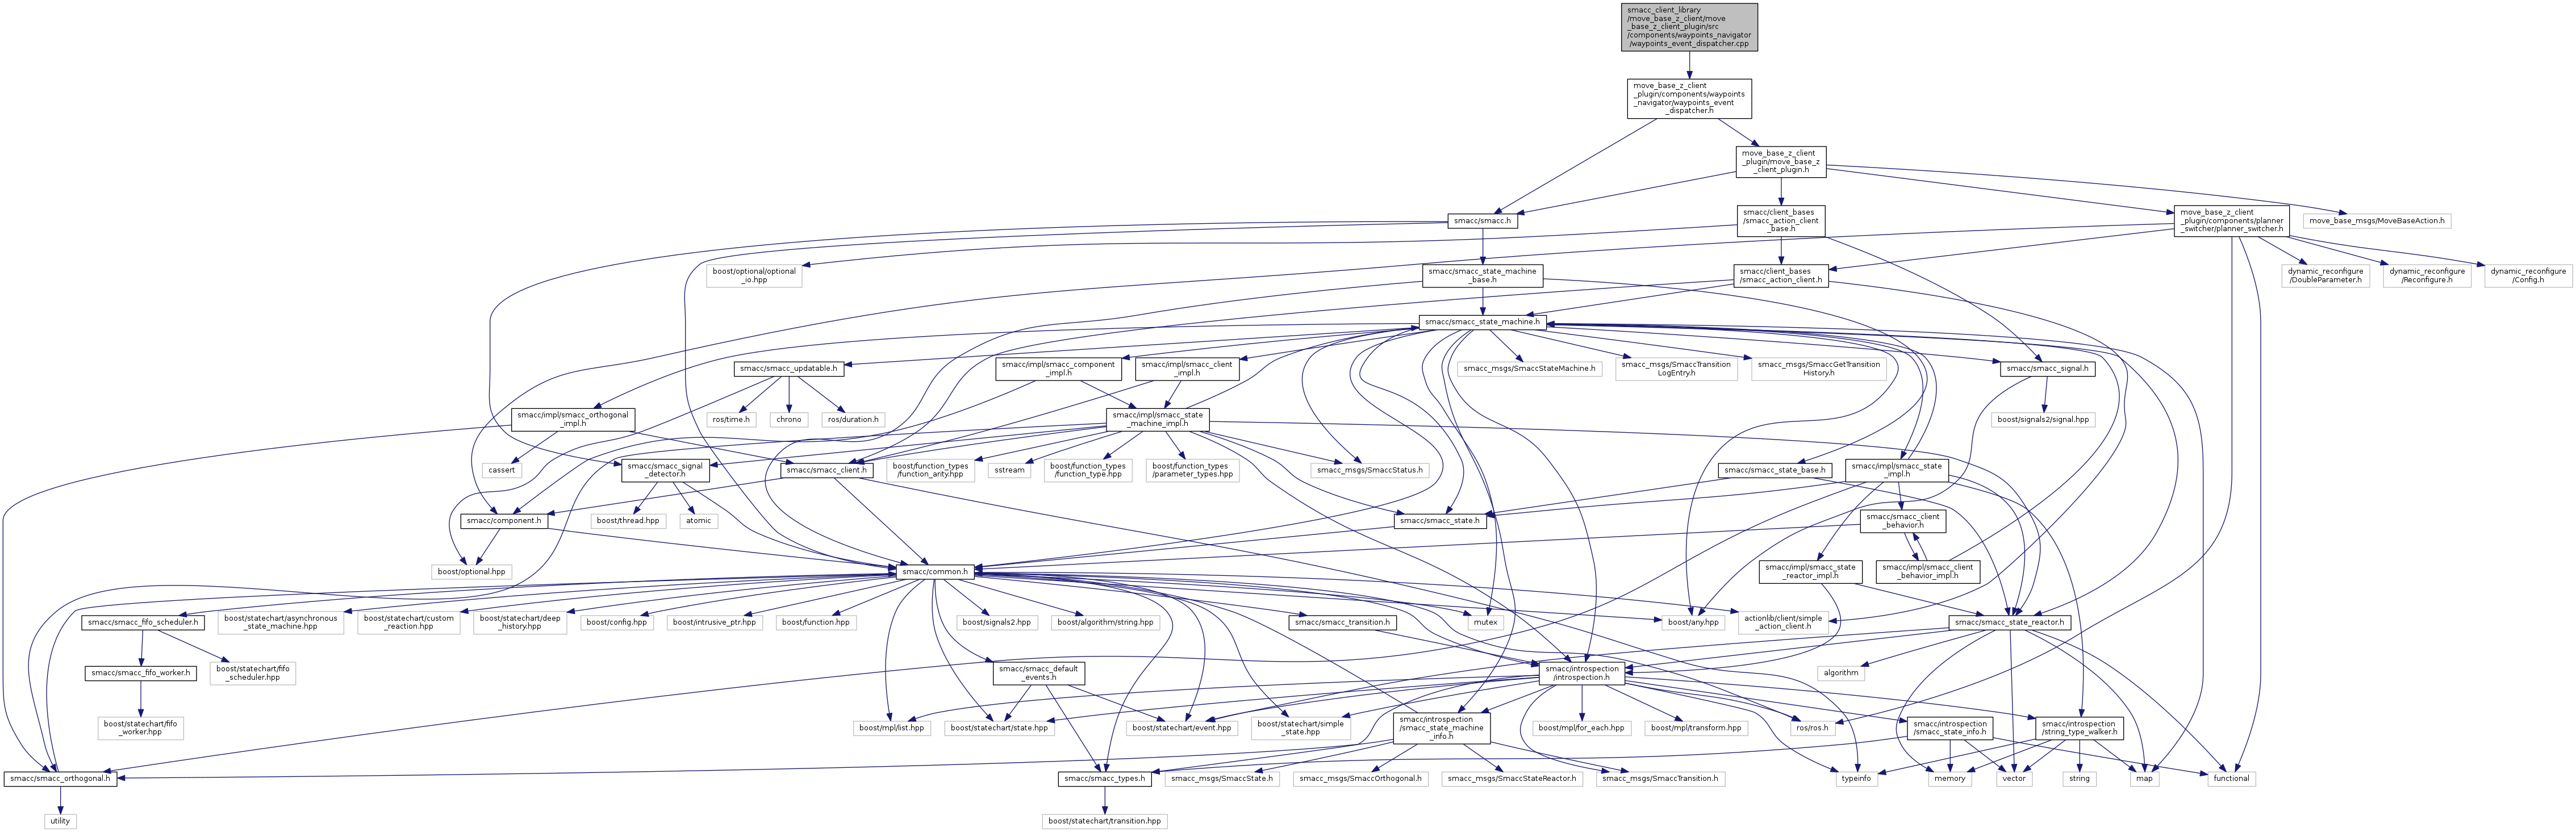 smacc_client_library
/move_base_z_client/move
_base_z_client_plugin/src
/components/waypoints_navigator
/waypoints_event_dispatcher.cpp
move_base_z_client
_plugin/components/waypoints
_navigator/waypoints_event
_dispatcher.h
move_base_z_client
_plugin/move_base_z
_client_plugin.h
smacc/smacc.h
smacc/client_bases
/smacc_action_client
_base.h
move_base_z_client
_plugin/components/planner
_switcher/planner_switcher.h
move_base_msgs/MoveBaseAction.h
boost/optional/optional
_io.hpp
smacc/smacc_state_machine
_base.h
smacc/client_bases
/smacc_action_client.h
dynamic_reconfigure
/DoubleParameter.h
dynamic_reconfigure
/Reconfigure.h
dynamic_reconfigure
/Config.h
smacc/smacc_state_machine.h
smacc/smacc_updatable.h
smacc/impl/smacc_component
_impl.h
smacc/impl/smacc_client
_impl.h
smacc_msgs/SmaccStateMachine.h
smacc_msgs/SmaccTransition
LogEntry.h
smacc_msgs/SmaccGetTransition
History.h
smacc/smacc_signal.h
smacc/impl/smacc_orthogonal
_impl.h
ros/time.h
chrono
ros/duration.h
smacc/impl/smacc_state
_machine_impl.h
boost/signals2/signal.hpp
cassert
smacc/smacc_signal
_detector.h
smacc/smacc_client.h
boost/function_types
/function_arity.hpp
sstream
boost/function_types
/function_type.hpp
boost/function_types
/parameter_types.hpp
smacc_msgs/SmaccStatus.h
smacc/smacc_state_base.h
smacc/impl/smacc_state
_impl.h
smacc/component.h
boost/thread.hpp
atomic
smacc/smacc_state.h
smacc/smacc_client
_behavior.h
boost/optional.hpp
smacc/common.h
smacc/impl/smacc_state
_reactor_impl.h
smacc/impl/smacc_client
_behavior_impl.h
smacc/smacc_fifo_scheduler.h
boost/statechart/asynchronous
_state_machine.hpp
boost/statechart/custom
_reaction.hpp
boost/statechart/deep
_history.hpp
boost/config.hpp
boost/intrusive_ptr.hpp
boost/function.hpp
boost/signals2.hpp
boost/algorithm/string.hpp
smacc/smacc_transition.h
mutex
boost/any.hpp
actionlib/client/simple
_action_client.h
smacc/smacc_state_reactor.h
smacc/smacc_fifo_worker.h
boost/statechart/fifo
_scheduler.hpp
smacc/smacc_default
_events.h
smacc/introspection
/introspection.h
algorithm
boost/statechart/fifo
_worker.hpp
boost/mpl/list.hpp
boost/statechart/state.hpp
boost/statechart/event.hpp
boost/statechart/simple
_state.hpp
smacc/introspection
/smacc_state_machine
_info.h
boost/mpl/for_each.hpp
boost/mpl/transform.hpp
ros/ros.h
smacc/introspection
/smacc_state_info.h
smacc/introspection
/string_type_walker.h
smacc/smacc_orthogonal.h
smacc/smacc_types.h
smacc_msgs/SmaccState.h
smacc_msgs/SmaccOrthogonal.h
smacc_msgs/SmaccStateReactor.h
smacc_msgs/SmaccTransition.h
typeinfo
memory
vector
string
map
functional
utility
boost/statechart/transition.hpp